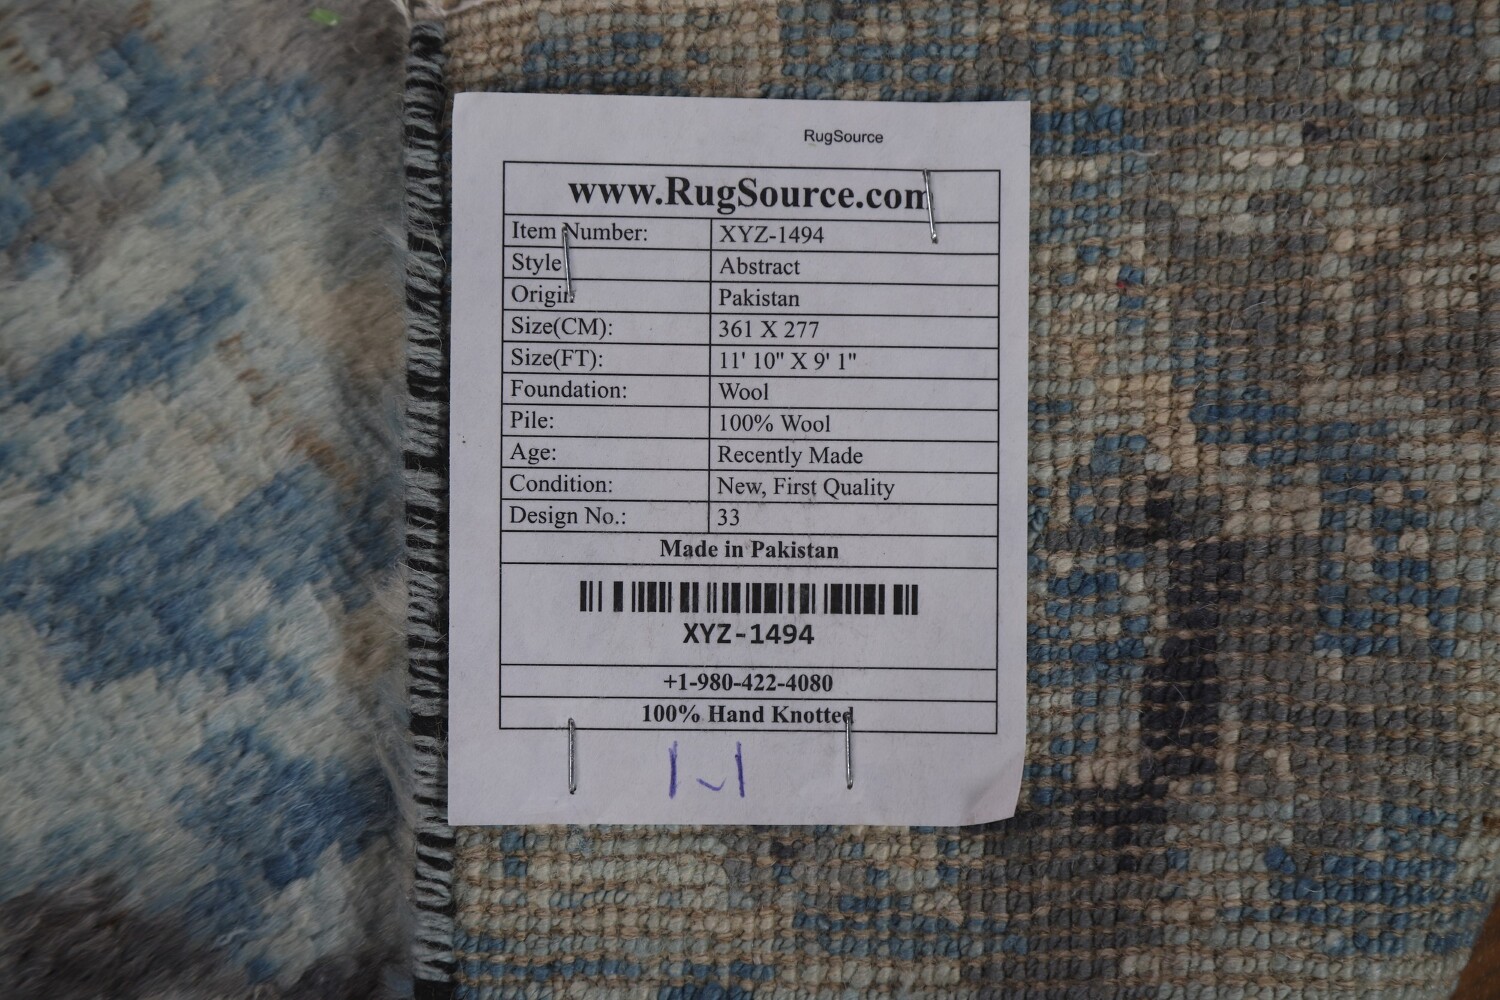 RugSource
www.RugSource.com
Item Number: XYZ-1494
Style Abstract
Origin Pakistan
Size(CM): 361 X 277
Size(FT): 11' 10" X 9' 1"
Foundation: Wool
Pile: 100% Wool
Age: Recently Made
Condition: New, First Quality
Design No.: 33
Made in Pakistan
XYZ-1494
+1-980-422-4080
100% Hand Knotted